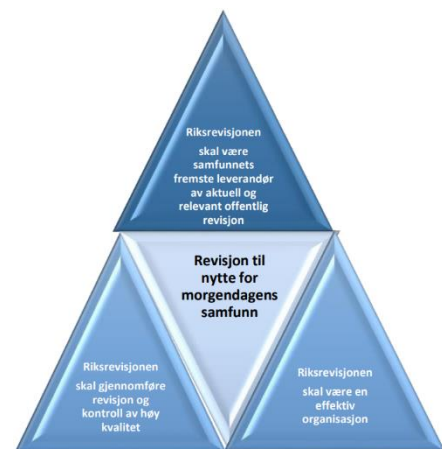 Riksrevisjonen
skal være
samfunnets
fremste leverandør
av aktuell og
relevant offentlig
revisjon
Revisjon til
nytte for
morgendagens
samfunn
Riksrevisjonen
skal gjennomføre
revisjon og
kontroll av høy
kvalitet
Riksrevisjonen
skal være en
effektiv
organisasjon